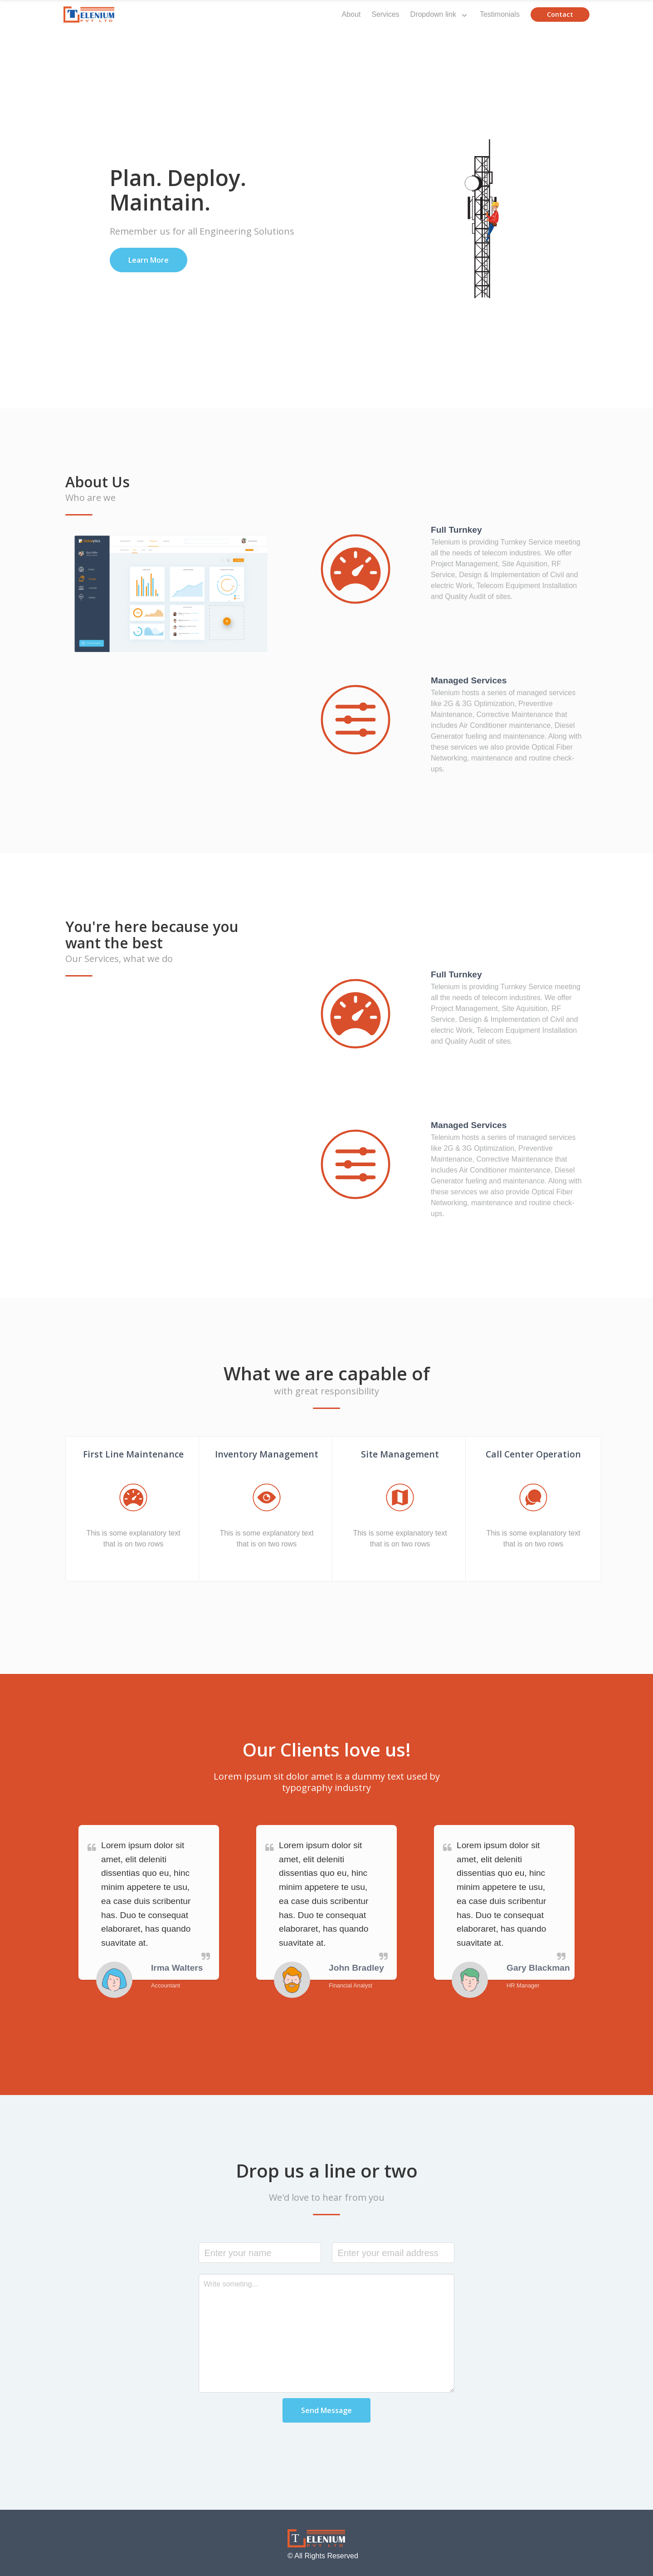 TELENIUM
PVT LTD
About Services Dropdown link Testimonials Contact
Plan. Deploy.
Maintain.
Remember us for all Engineering Solutions
Learn More
About Us
Who are we
Full Turnkey
Telenium is providing Turnkey Service meeting
all the needs of telecom industires. We offer
Project Management, Site Aquisition, RF
Service, Design & Implementation of Civil and
electric Work, Telecom Equipment Installation
and Quality Audit of sites.
Managed Services
Telenium hosts a series of managed services
like 2G & 3G Optimization, Preventive
Maintenance, Corrective Maintenance that
includes Air Conditioner maintenance, Diesel
Generator fueling and maintenance. Along with
these services we also provide Optical Fiber
Networking, maintenance and routine check-
ups.
You're here because you
want the best
Our Services, what we do
Full Turnkey
Telenium is providing Turnkey Service meeting
all the needs of telecom industires. We offer
Project Management, Site Aquisition, RF
Service, Design & Implementation of Civil and
electric Work, Telecom Equipment Installation
and Quality Audit of sites.
Managed Services
Telenium hosts a series of managed services
like 2G & 3G Optimization, Preventive
Maintenance, Corrective Maintenance that
includes Air Conditioner maintenance, Diesel
Generator fueling and maintenance. Along with
these services we also provide Optical Fiber
Networking, maintenance and routine check-
ups.
What we are capable of
with great responsibility
First Line Maintenance
This is some explanatory text
that is on two rows
Inventory Management
This is some explanatory text
that is on two rows
Site Management
This is some explanatory text
that is on two rows
Call Center Operation
This is some explanatory text
that is on two rows
Our Clients love us!
Lorem ipsum sit dolor amet is a dummy text used by
typography industry
Lorem ipsum dolor sit
amet, elit deleniti
dissentias quo eu, hinc
minim appetere te usu,
ea case duis scribentur
has. Duo te consequat
elaboraret, has quando
suavitate at.
Irma Walters
Accountant
Lorem ipsum dolor sit
amet, elit deleniti
dissentias quo eu, hinc
minim appetere te usu,
ea case duis scribentur
has. Duo te consequat
elaboraret, has quando
suavitate at.
John Bradley
Financial Analyst
Lorem ipsum dolor sit
amet, elit deleniti
dissentias quo eu, hinc
minim appetere te usu,
ea case duis scribentur
has. Duo te consequat
elaboraret, has quando
suavitate at.
Gary Blackman
HR Manager
Drop us a line or two
We'd love to hear from you
Enter your name
Enter your email address
Write someting...
Send Message
TELENIUM
PVT LTD
© All Rights Reserved